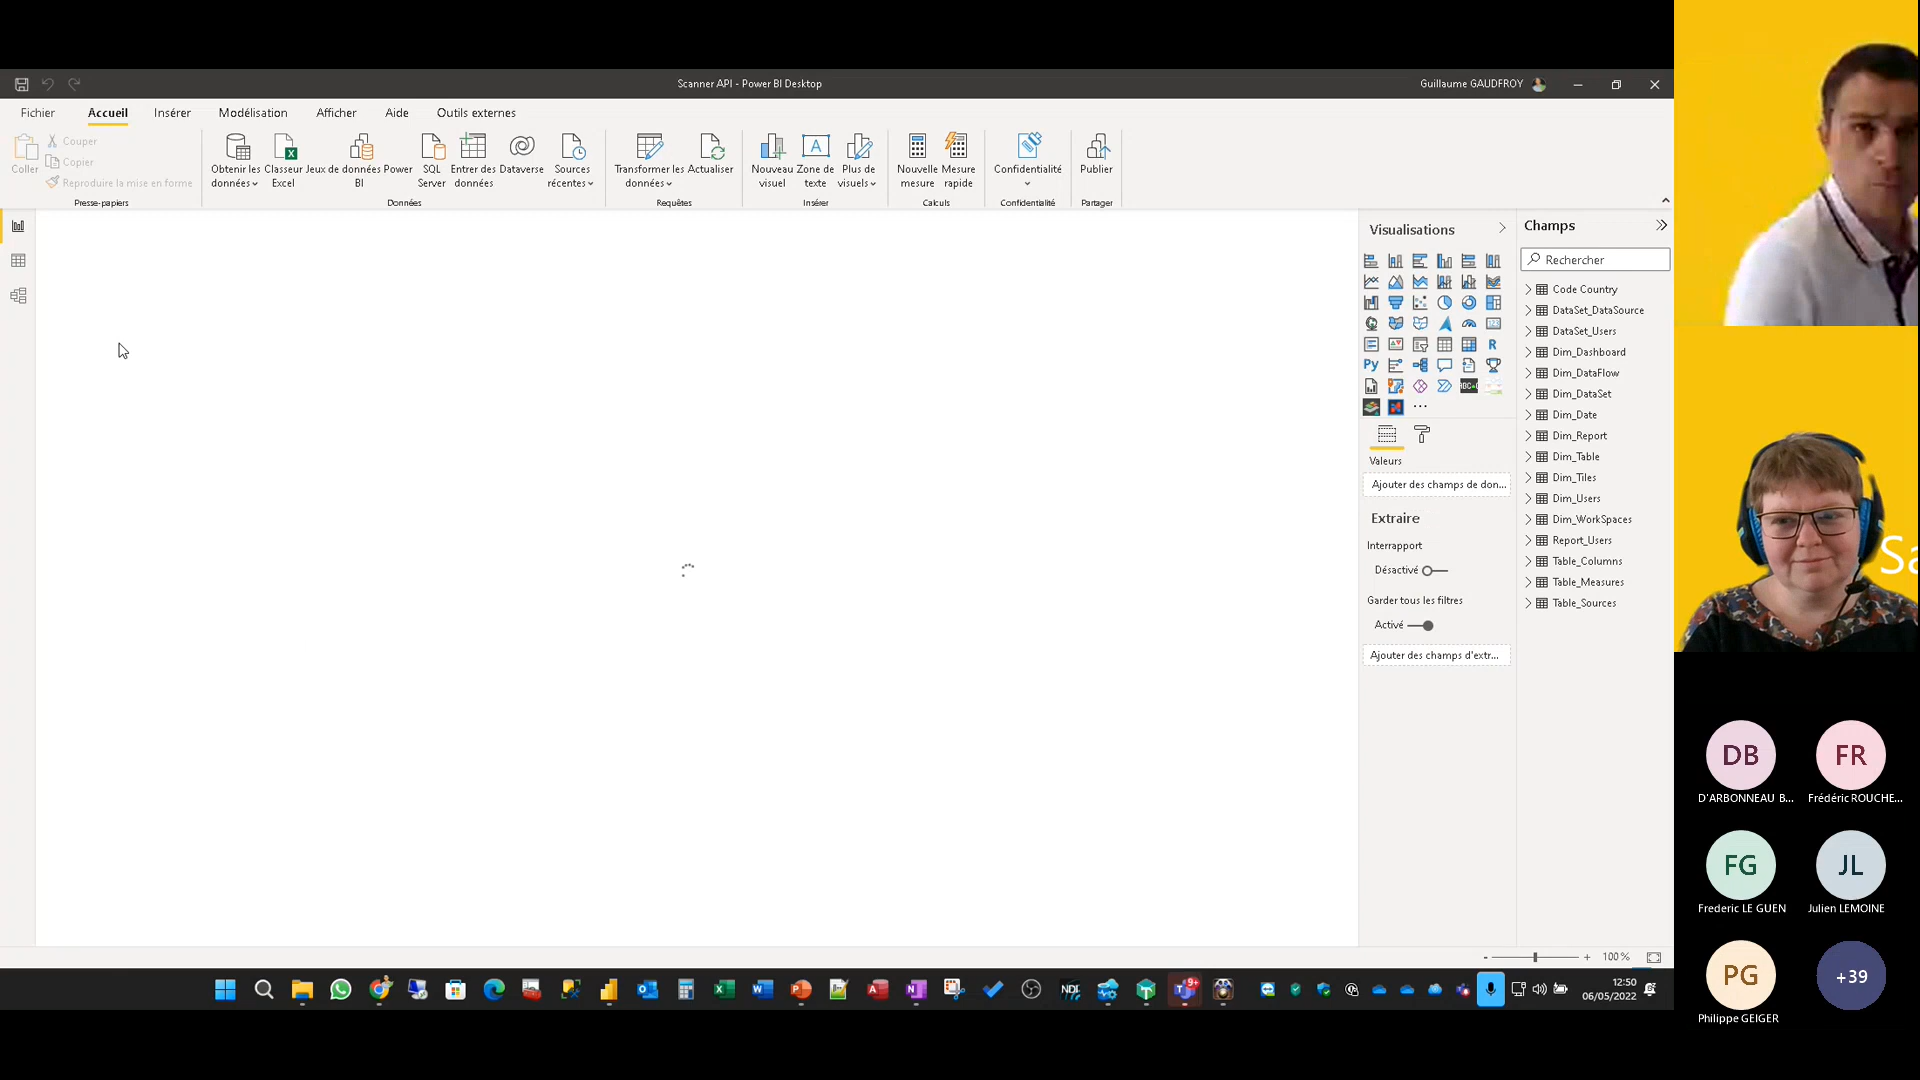 Scanner API - Power BI Desktop
Guillaume GAUDFROY
Fichier
Accueil
Insérer
Modélisation
Afficher
Aide
Outils externes
Coller
Couper
Copier
Reproduire la mise en forme
Presse-papiers
Obtenir les données
Classeur Excel
Jeux de données Power BI
SQL Server
Entrer des données
Dataverse
Sources récentes
Données
Transformer les données
Actualiser
Requêtes
Nouveau visuel
Zone de texte
Plus de visuels
Insérer
Nouvelle mesure
Mesure rapide
Calculs
Confidentialité
Confidentialité
Publier
Partager
Visualisations
R
Py
Valeurs
Ajouter des champs de don...
Extraire
Interrapport
Désactivé
Garder tous les filtres
Activé
Ajouter des champs d'extr...
Champs
Rechercher
Code Country
DataSet_DataSource
DataSet_Users
Dim_Dashboard
Dim_DataFlow
Dim_DataSet
Dim_Date
Dim_Report
Dim_Table
Dim_Tiles
Dim_Users
Dim_WorkSpaces
Report_Users
Table_Columns
Table_Measures
Table_Sources
100 %
NDI
9+
12:50
06/05/2022
Sa
DB
D'ARBONNEAU B...
FR
Frédéric ROUCHE...
FG
Frederic LE GUEN
JL
Julien LEMOINE
PG
Philippe GEIGER
+39